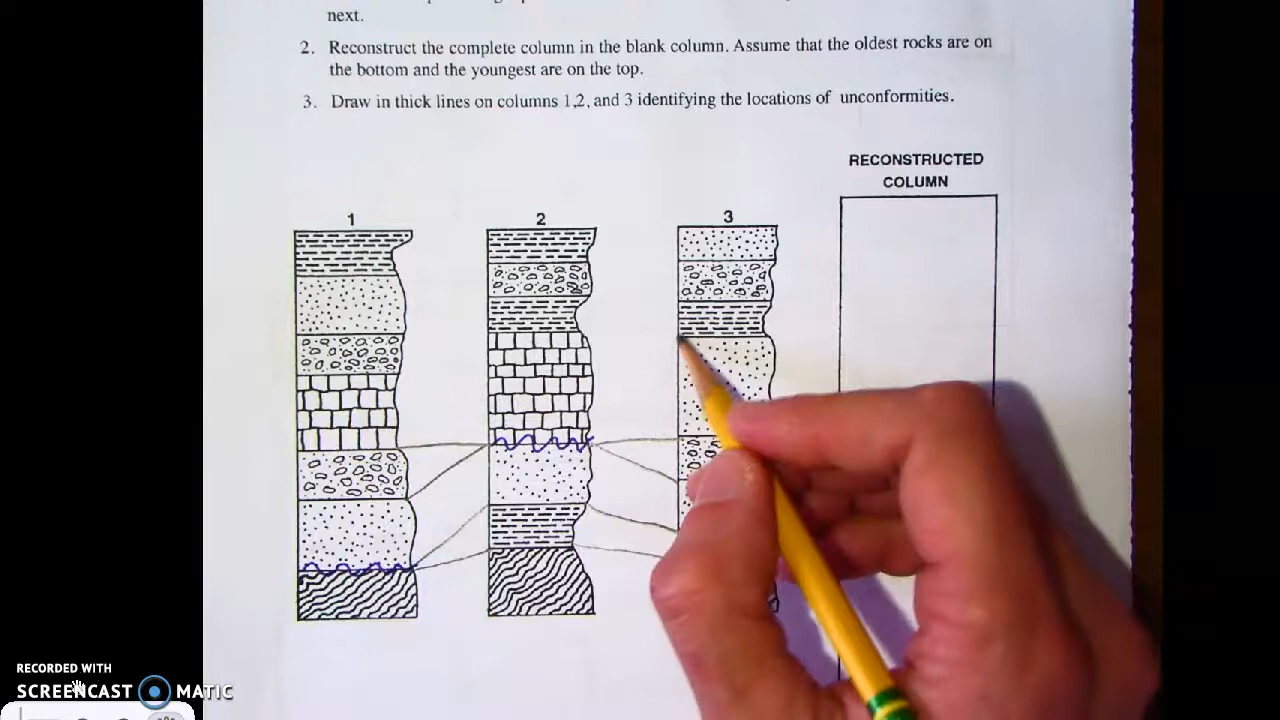 next.
2. Reconstruct the complete column in the blank column. Assume that the oldest rocks are on
the bottom and the youngest are on the top.
3. Draw in thick lines on columns 1,2, and 3 identifying the locations of unconformities.
RECONSTRUCTED
COLUMN
1 2 3
RECORDED WITH
SCREENCAST MATIC